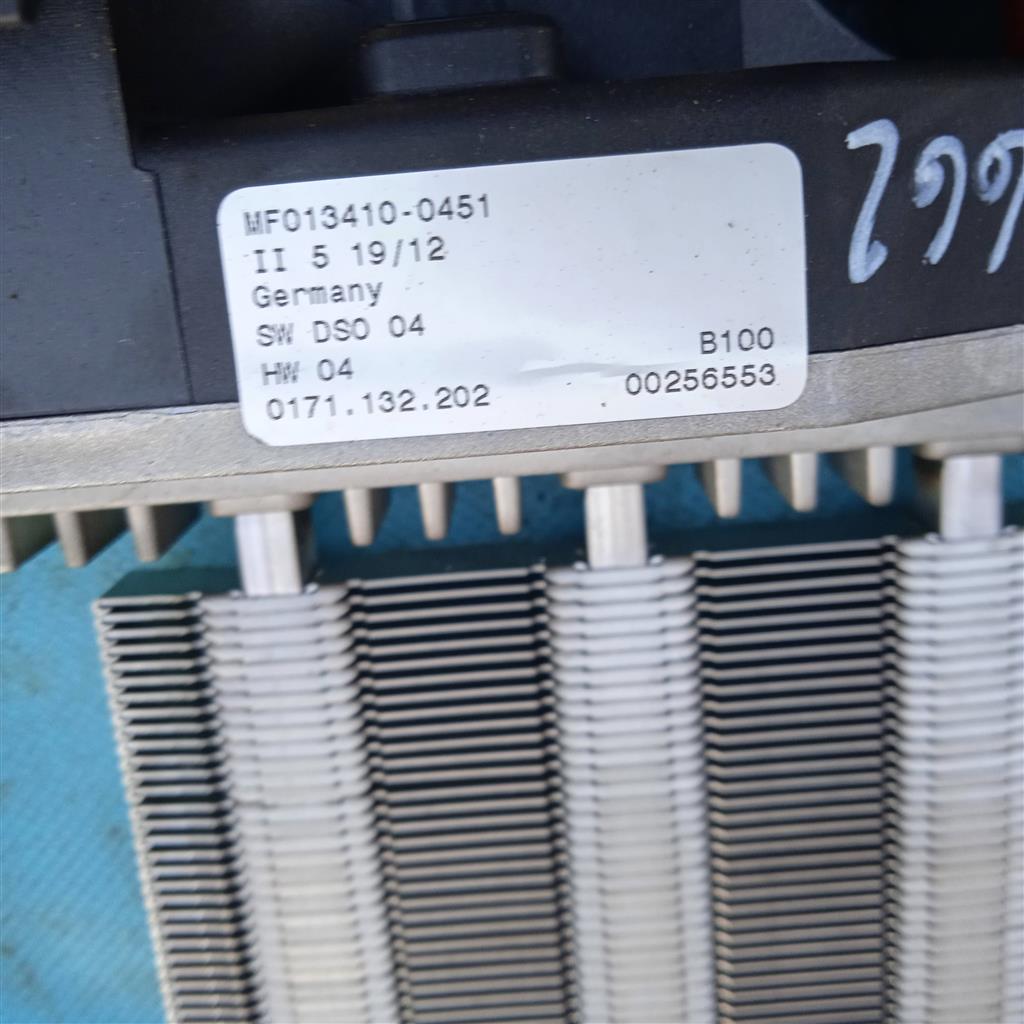 MF013410-0451
II 5 19/12
Germany
SW DS0 04
HW 04
B100
0171.132.202
00256553